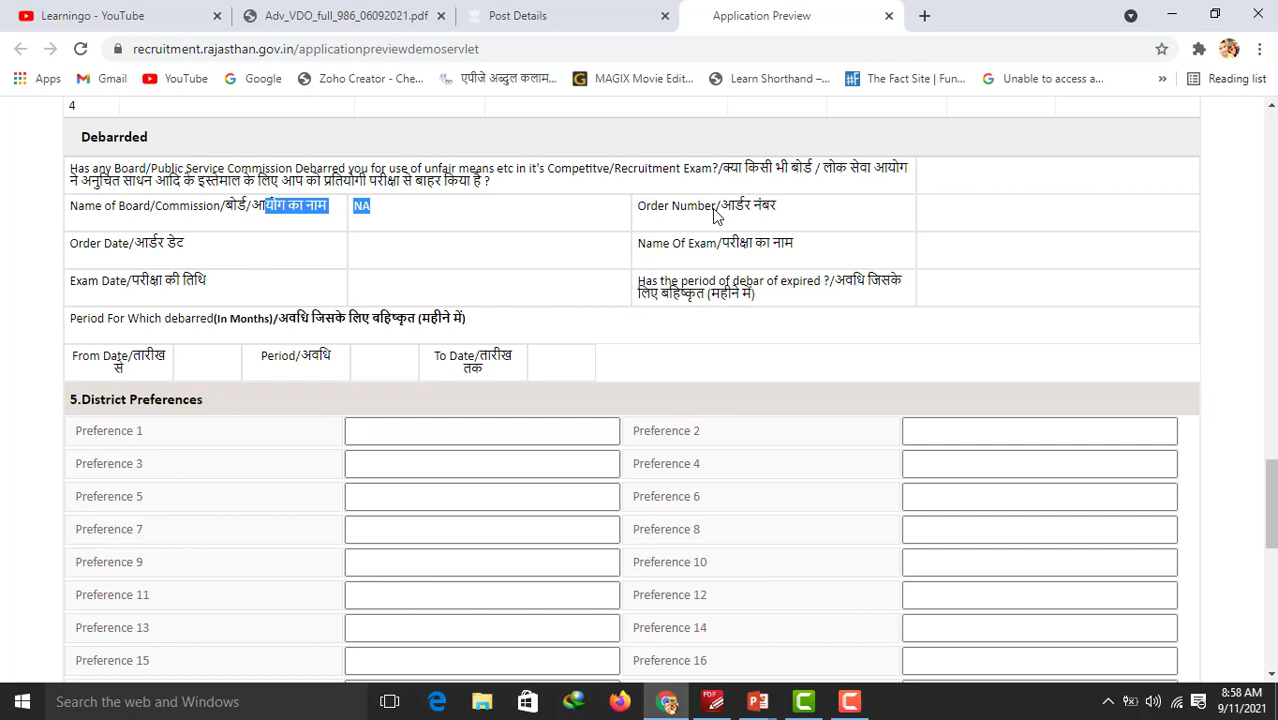 Learningo - YouTube
Adv_VDO_full_986_06092021.pdf
Post Details
Application Preview
recruitment.rajasthan.gov.in/applicationpreviewdemoservlet
Apps
Gmail
YouTube
Google
Zoho Creator - Che...
एपीजे अब्दुल कलाम...
MAGIX Movie Edit...
Learn Shorthand –...
The Fact Site | Fun...
Unable to access a...
»
Reading list
4
Debarrded
Has any Board/Public Service Commission Debarred you for use of unfair means etc in it's Competitve/Recruitment Exam?/क्या किसी भी बोर्ड / लोक सेवा आयोग
ने अनुचित साधन आदि के इस्तेमाल के लिए आप को प्रतियोगी परीक्षा से बाहर किया है ?
Name of Board/Commission/बोर्ड/आयोग का नाम
NA
Order Number/आर्डर नंबर
Order Date/आर्डर डेट
Name Of Exam/परीक्षा का नाम
Exam Date/परीक्षा की तिथि
Has the period of debar of expired ?/अवधि जिसके
लिए बहिष्कृत (महीने में)
Period For Which debarred(In Months)/अवधि जिसके लिए बहिष्कृत (महीने में)
From Date/तारीख
से
Period/अवधि
To Date/तारीख
तक
5.District Preferences
Preference 1
Preference 2
Preference 3
Preference 4
Preference 5
Preference 6
Preference 7
Preference 8
Preference 9
Preference 10
Preference 11
Preference 12
Preference 13
Preference 14
Preference 15
Preference 16
Search the web and Windows
PDF
8:58 AM
9/11/2021